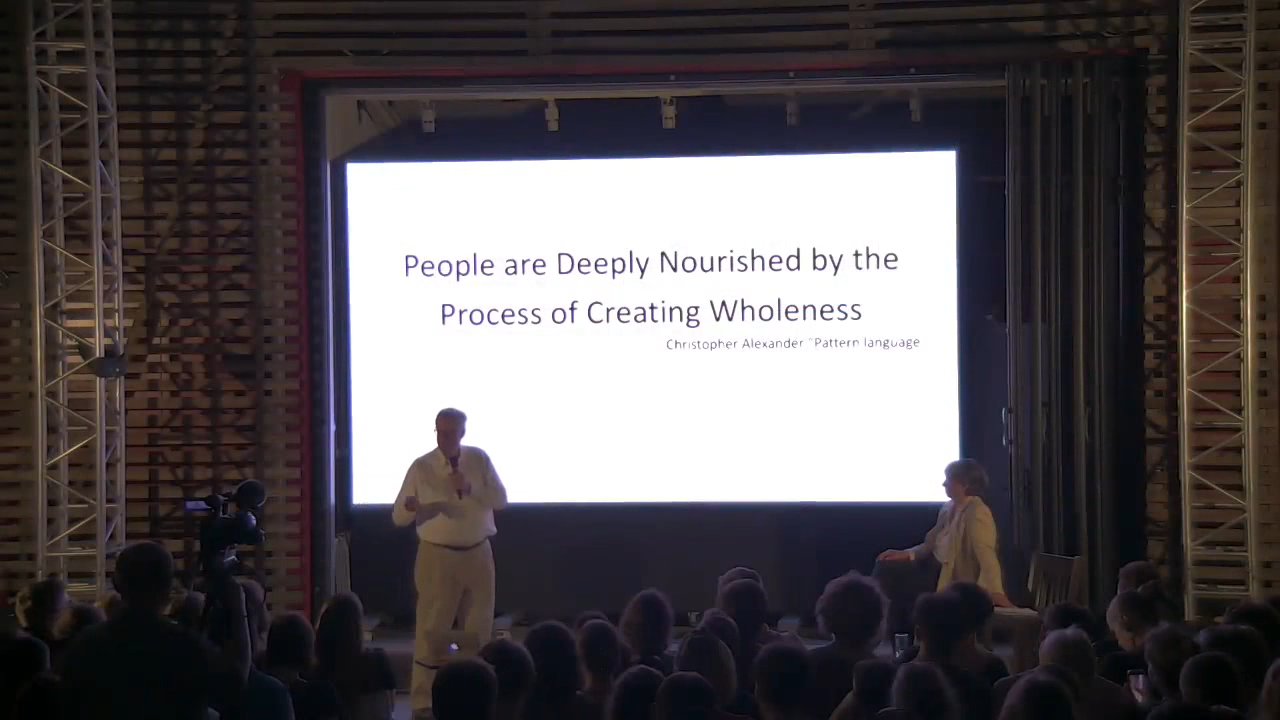 People are Deeply Nourished by the
Process of Creating Wholeness
Christopher Alexander "Pattern language